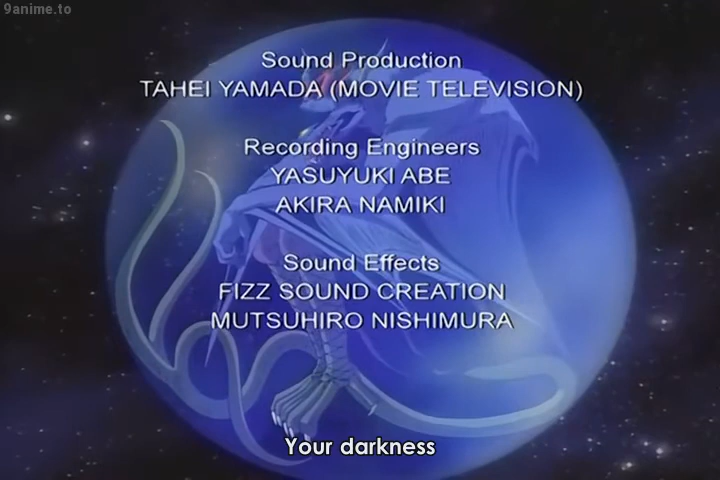 9anime.to
Sound Production
TAHEI YAMADA (MOVIE TELEVISION)
Recording Engineers
YASUYUKI ABE
AKIRA NAMIKI
Sound Effects
FIZZ SOUND CREATION
MUTSUHIRO NISHIMURA
Your darkness